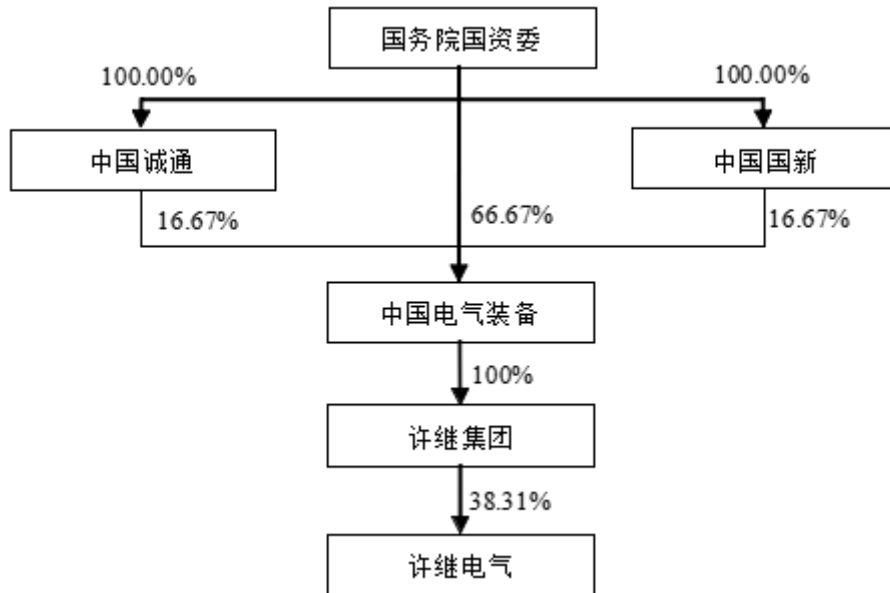 国务院国资委
100.00%
100.00%
中国诚通
中国国新
16.67%
66.67%
16.67%
中国电气装备
100%
许继集团
38.31%
许继电气